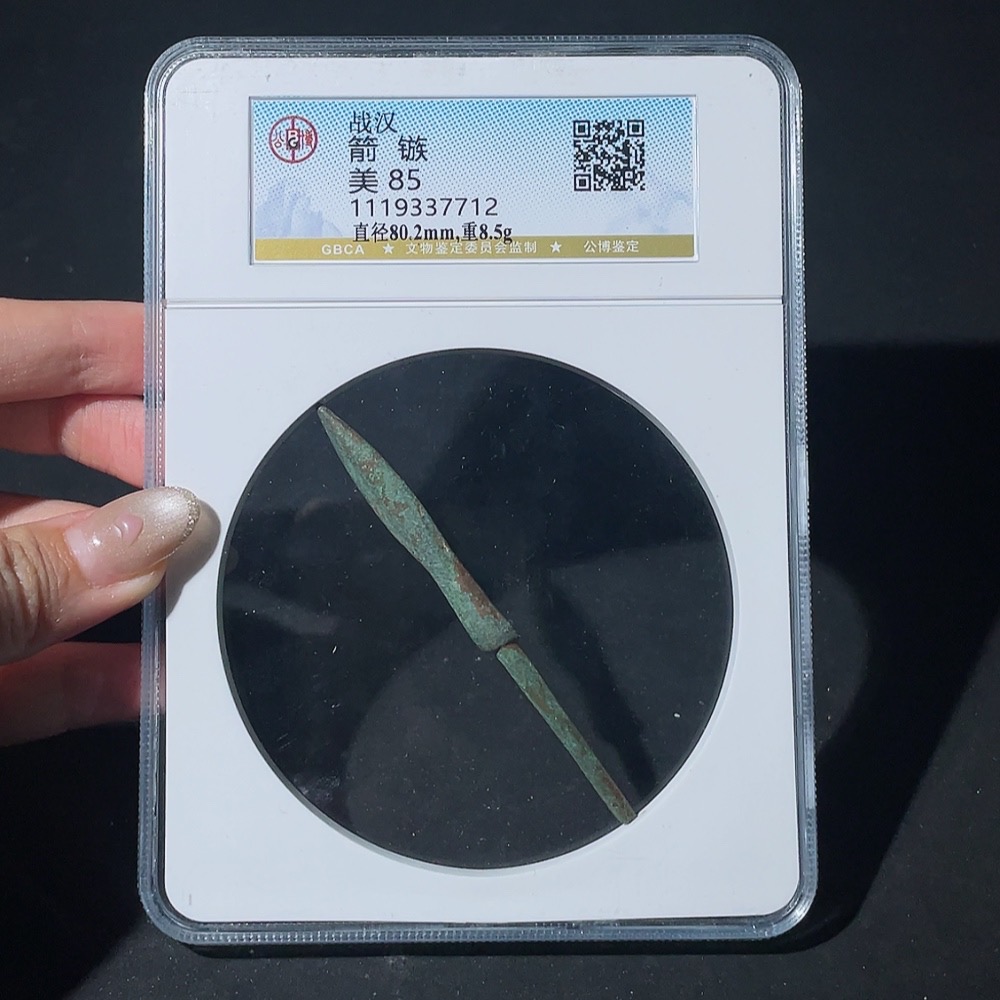 战汉
箭 镞
美 85
1119337712
直径80.2mm,重8.5g
GBCA ★ 文物鉴定委员会监制 ★ 公博鉴定